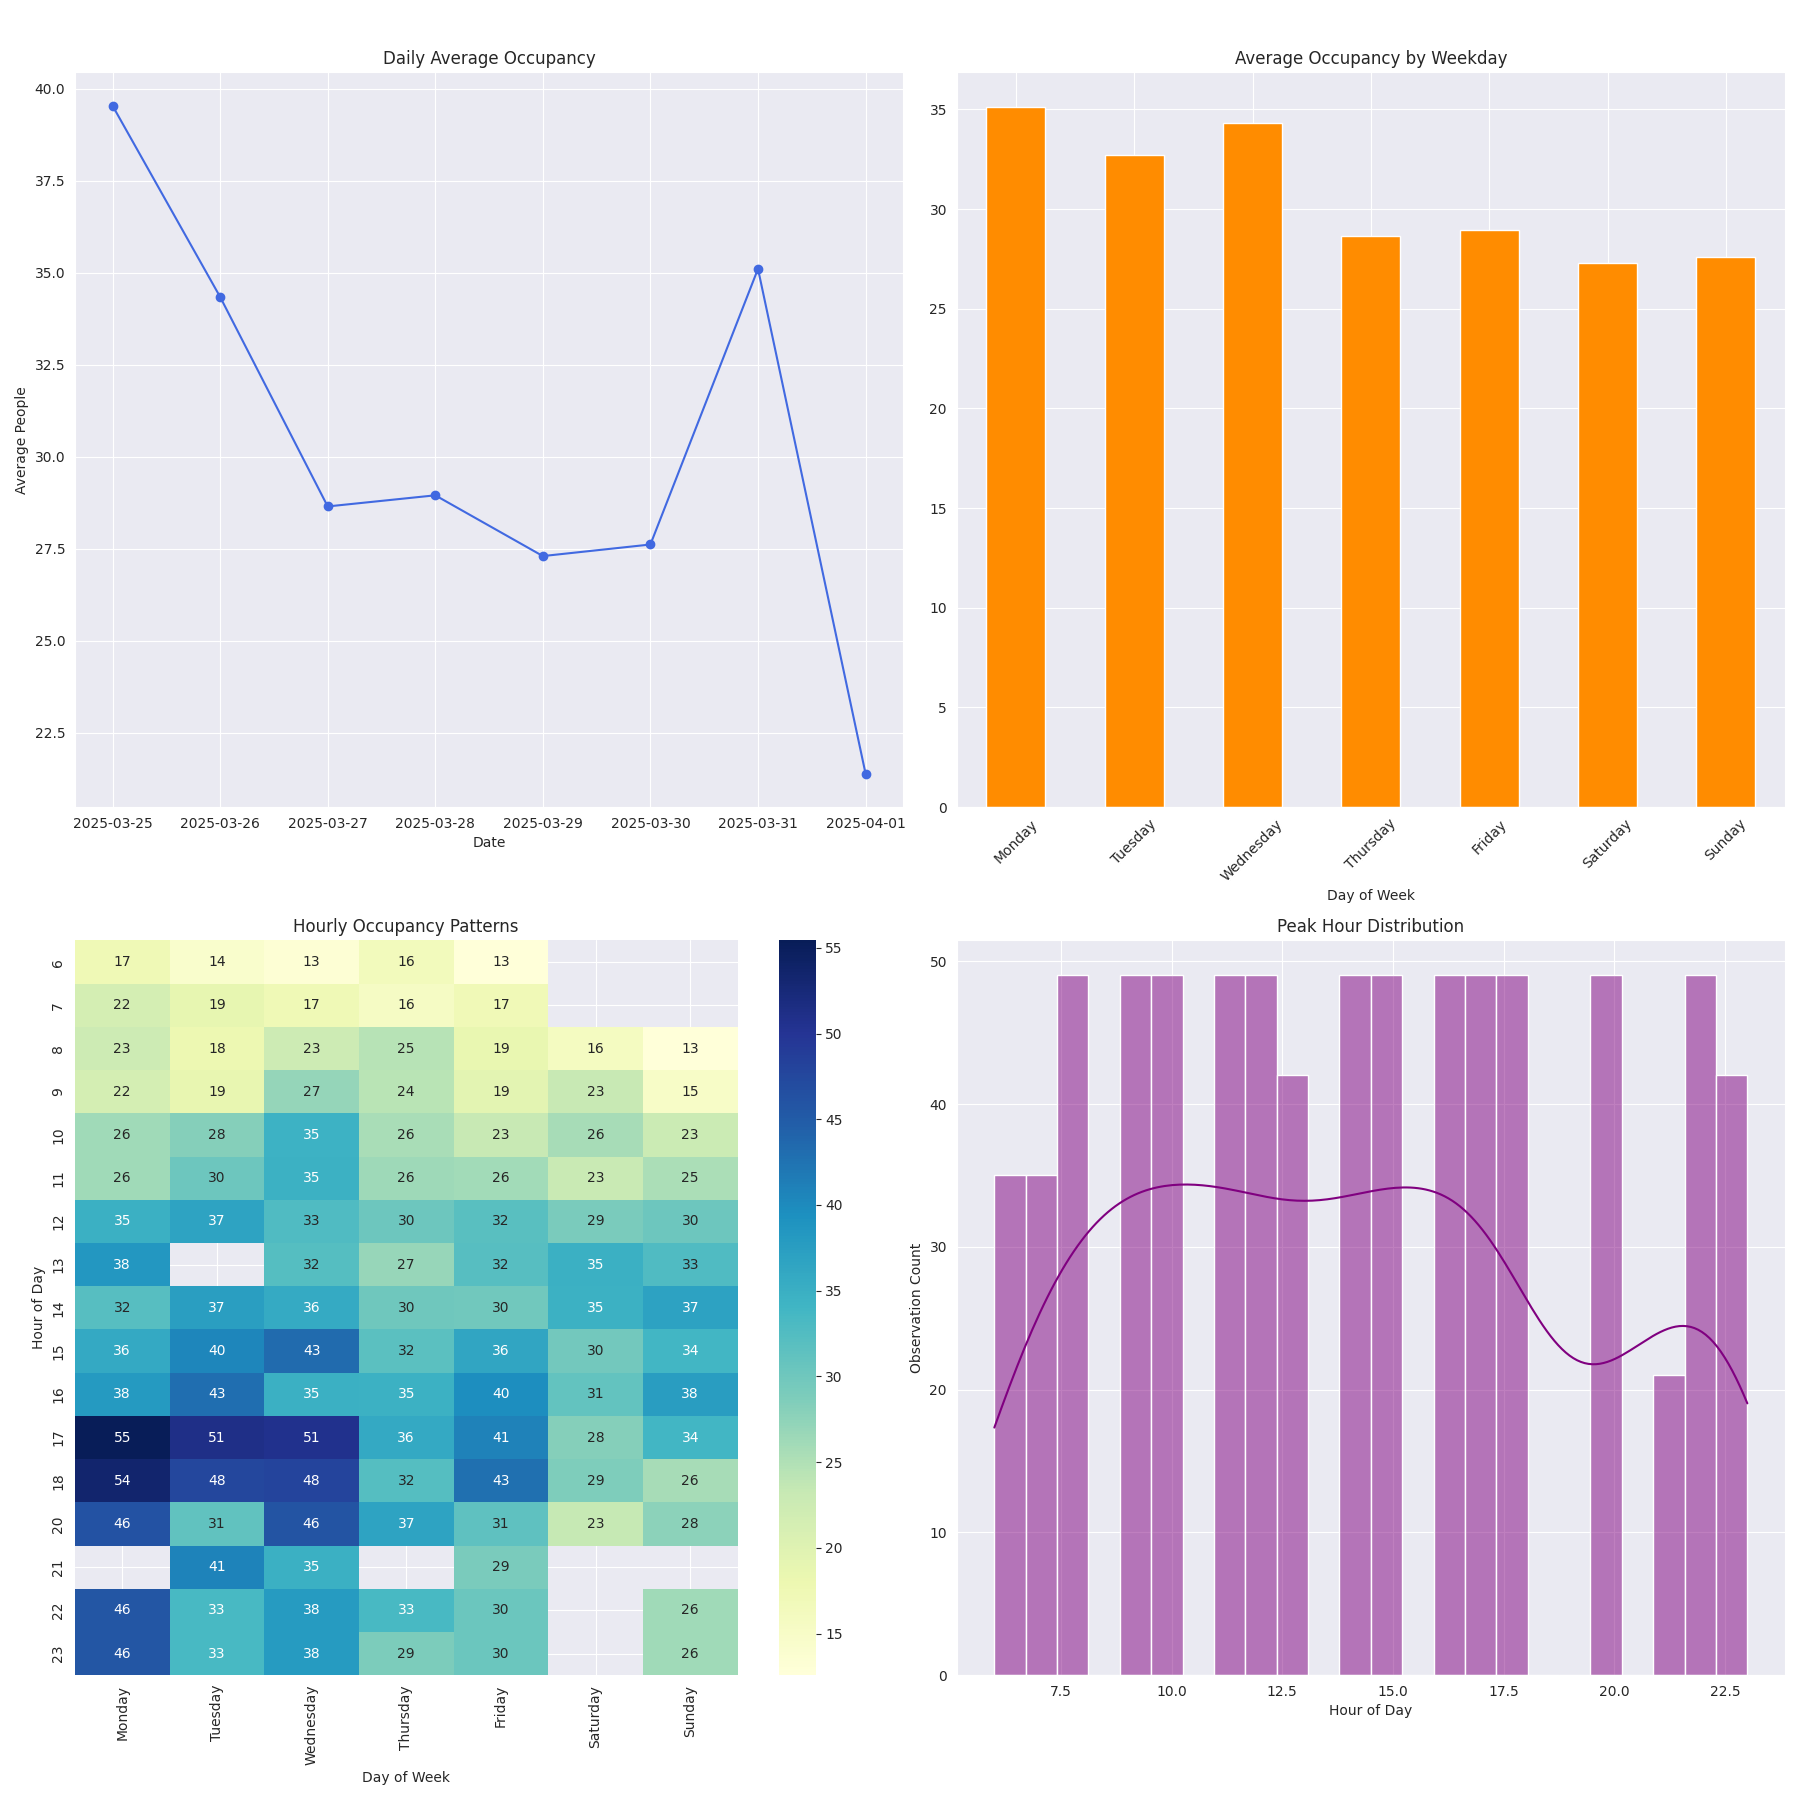 Daily Average Occupancy
40.0
37.5
35.0
32.5
30.0
27.5
25.0
22.5
Average People
2025-03-25 2025-03-26 2025-03-27 2025-03-28 2025-03-29 2025-03-30 2025-03-31 2025-04-01
Date
Average Occupancy by Weekday
35
30
25
20
15
10
5
0
Monday Tuesday Wednesday Thursday Friday Saturday Sunday
Day of Week
Hourly Occupancy Patterns
Hour of Day
6 17 14 13 16 13
7 22 19 17 16 17
8 23 18 23 25 19 16 13
9 22 19 27 24 19 23 15
10 26 28 35 26 23 26 23
11 26 30 35 26 26 23 25
12 35 37 33 30 32 29 30
13 38 32 27 32 35 33
14 32 37 36 30 30 35 37
15 36 40 43 32 36 30 34
16 38 43 35 35 40 31 38
17 55 51 51 36 41 28 34
18 54 48 48 32 43 29 26
20 46 31 46 37 31 23 28
21 41 35 29
22 46 33 38 33 30 26
23 46 33 38 29 30 26
Monday Tuesday Wednesday Thursday Friday Saturday Sunday
Day of Week
55
50
45
40
35
30
25
20
15
Peak Hour Distribution
50
40
30
20
10
0
Observation Count
7.5 10.0 12.5 15.0 17.5 20.0 22.5
Hour of Day